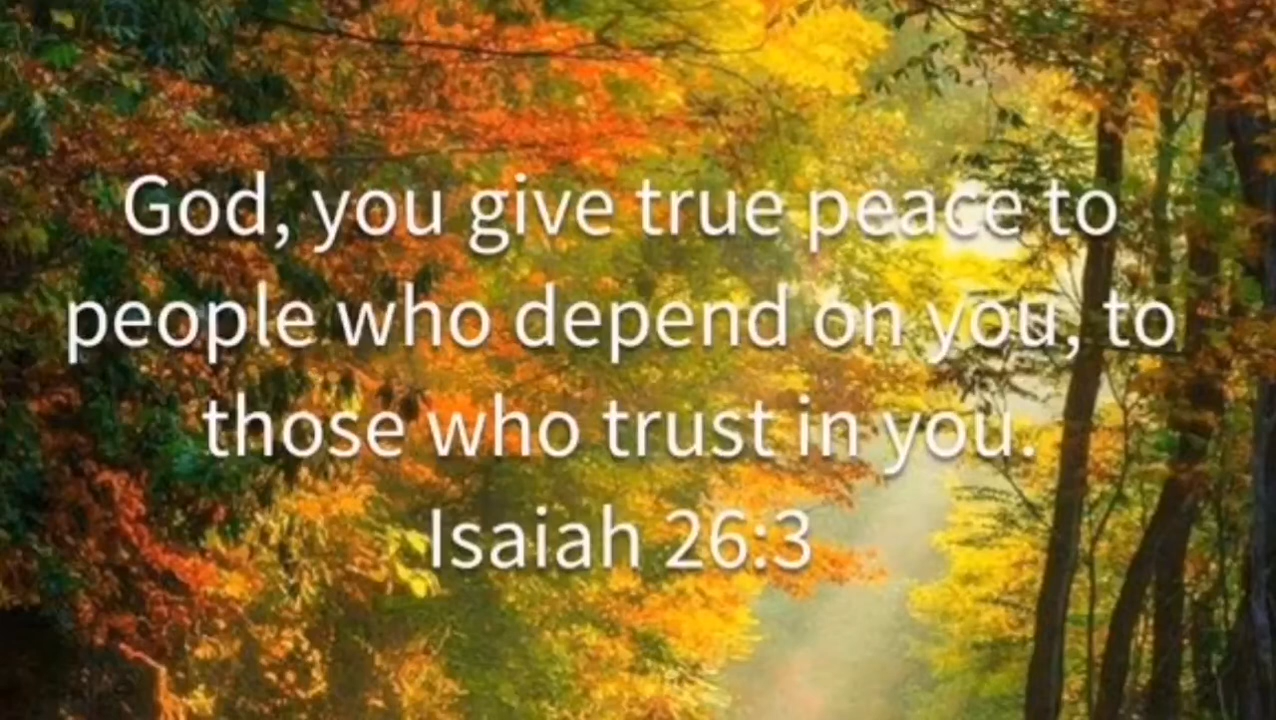 God, you give true peace to
people who depend on you, to
those who trust in you.
Isaiah 26:3